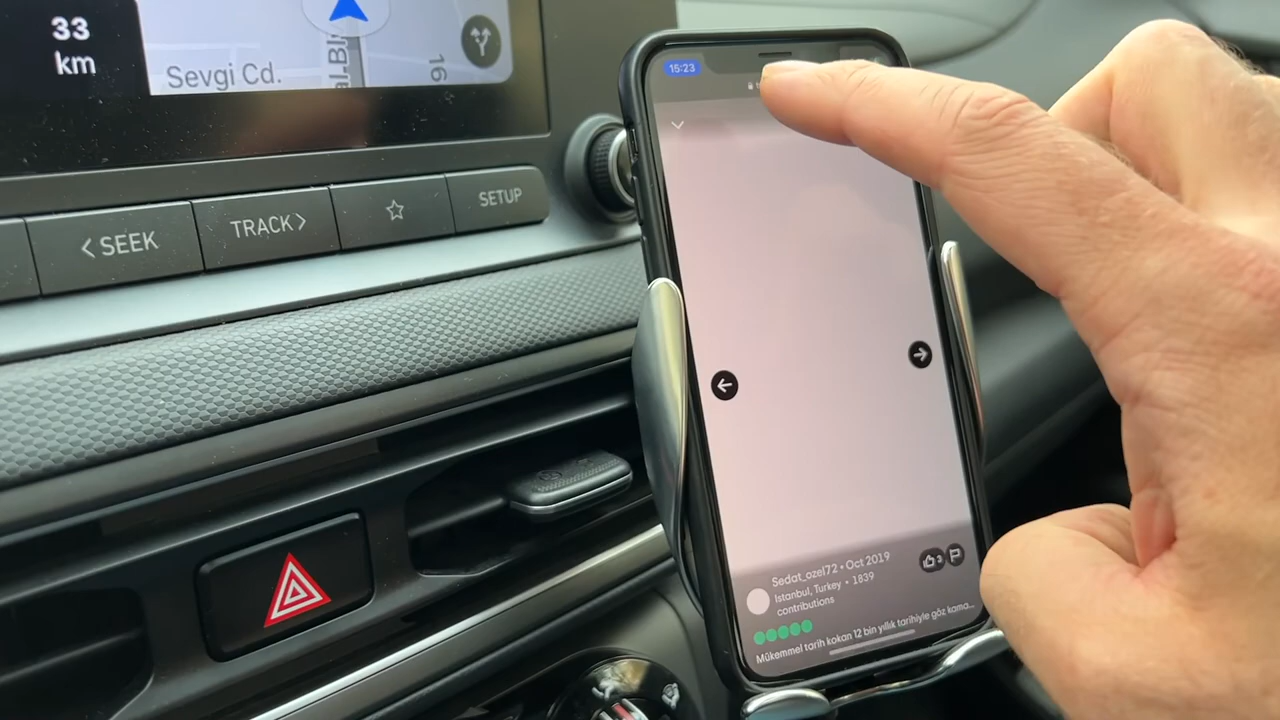 33
km
Sevgi Cd.
16
< SEEK
TRACK >
SETUP
15:23
Sedat_ozel72 • Oct 2019
Istanbul, Turkey • 1839
contributions
3
Mükemmel tarih kokan 12 bin yıllık tarihiyle göz kama...